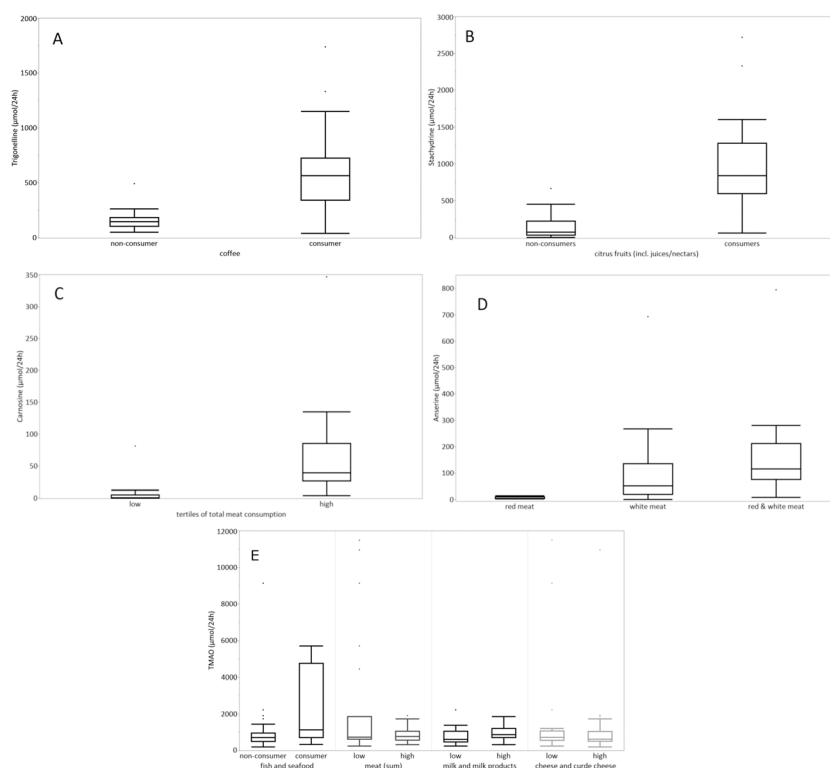 A
2000
1500
1000
500
0
Trigonelline (µmol/24h)
non-consumer consumer
coffee
B
3000
2500
2000
1500
1000
500
0
Stachydrine (µmol/24h)
non-consumers consumers
citrus fruits (incl. juices/nectars)
C
350
300
250
200
150
100
50
0
Carnosine (µmol/24h)
low high
tertiles of total meat consumption
D
800
700
600
500
400
300
200
100
0
Anserine (µmol/24h)
red meat white meat red & white meat
E
12000
10000
8000
6000
4000
2000
0
TMAO (µmol/24h)
non-consumer consumer low high low high low high
fish and seafood meat (sum) milk and milk products cheese and curde cheese